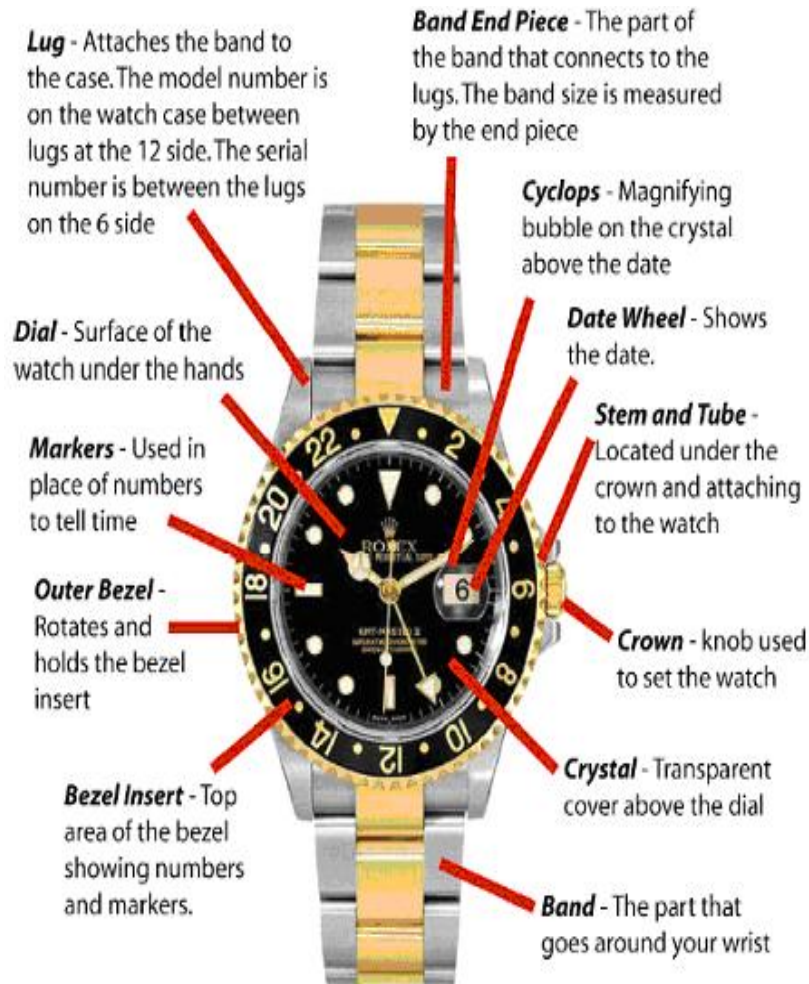 Lug - Attaches the band to
the case. The model number is
on the watch case between
lugs at the 12 side. The serial
number is between the lugs
on the 6 side
Band End Piece - The part of
the band that connects to the
lugs. The band size is measured
by the end piece
Cyclops - Magnifying
bubble on the crystal
above the date
Dial - Surface of the
watch under the hands
Date Wheel - Shows
the date.
Stem and Tube -
Located under the
crown and attaching
to the watch
Markers - Used in
place of numbers
to tell time
Outer Bezel -
Rotates and
holds the bezel
insert
Crown - knob used
to set the watch
Bezel Insert - Top
area of the bezel
showing numbers
and markers.
Crystal - Transparent
cover above the dial
Band - The part that
goes around your wrist
2
4
6
8
10
12
14
16
18
20
22
ROLEX
6
GMT-MASTER II